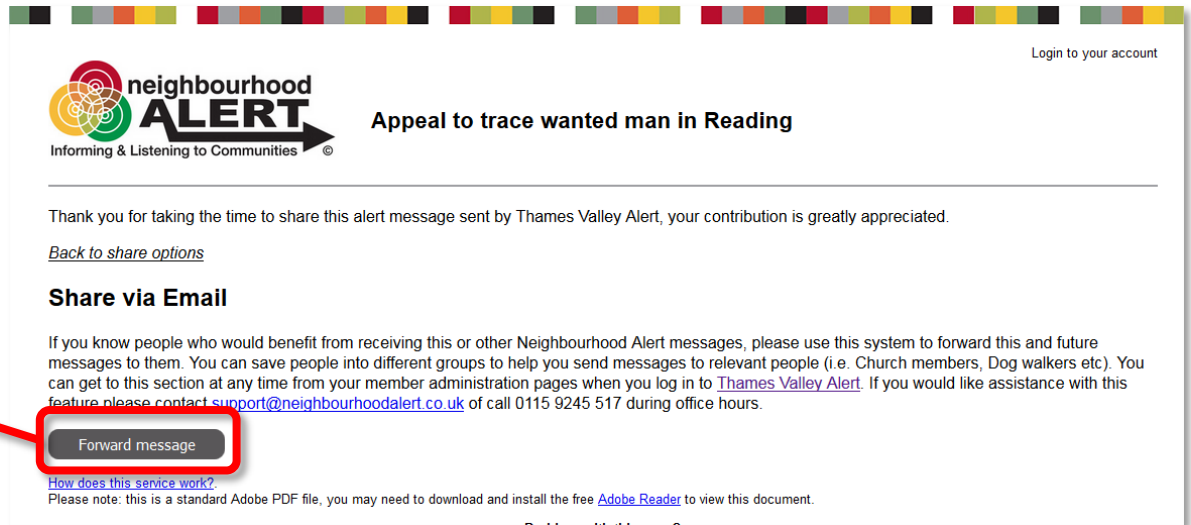 Login to your account
neighbourhood
ALERT
Informing & Listening to Communities ©
Appeal to trace wanted man in Reading
Thank you for taking the time to share this alert message sent by Thames Valley Alert, your contribution is greatly appreciated.
Back to share options
Share via Email
If you know people who would benefit from receiving this or other Neighbourhood Alert messages, please use this system to forward this and future
messages to them. You can save people into different groups to help you send messages to relevant people (i.e. Church members, Dog walkers etc). You
can get to this section at any time from your member administration pages when you log in to Thames Valley Alert. If you would like assistance with this
feature please contact support@neighbourhoodalert.co.uk of call 0115 9245 517 during office hours.
Forward message
How does this service work?.
Please note: this is a standard Adobe PDF file, you may need to download and install the free Adobe Reader to view this document.